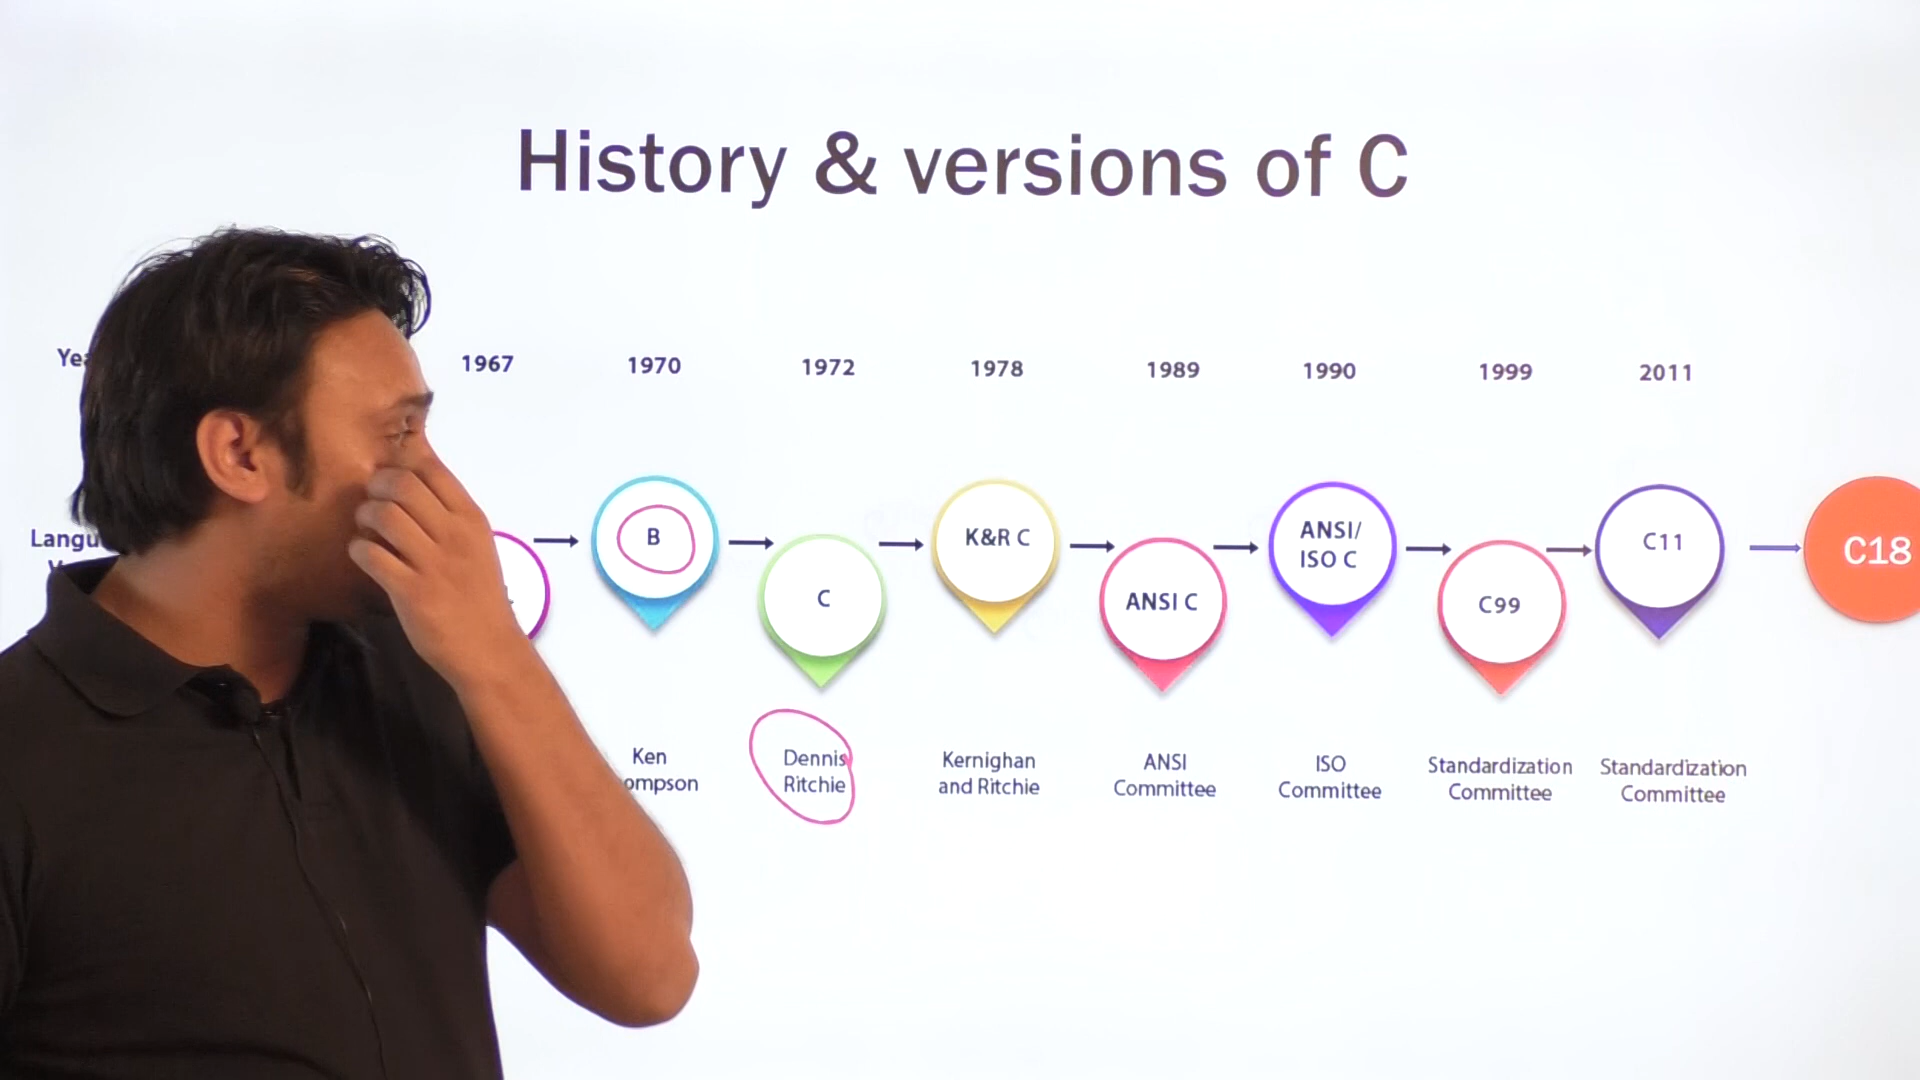 History & versions of C
1967 1970 1972 1978 1989 1990 1999 2011
B
C
K&R C
ANSI C
ANSI/
ISO C
C99
C11
C18
Ken
Dennis
Ritchie
Kernighan
and Ritchie
ANSI
Committee
ISO
Committee
Standardization
Committee
Standardization
Committee